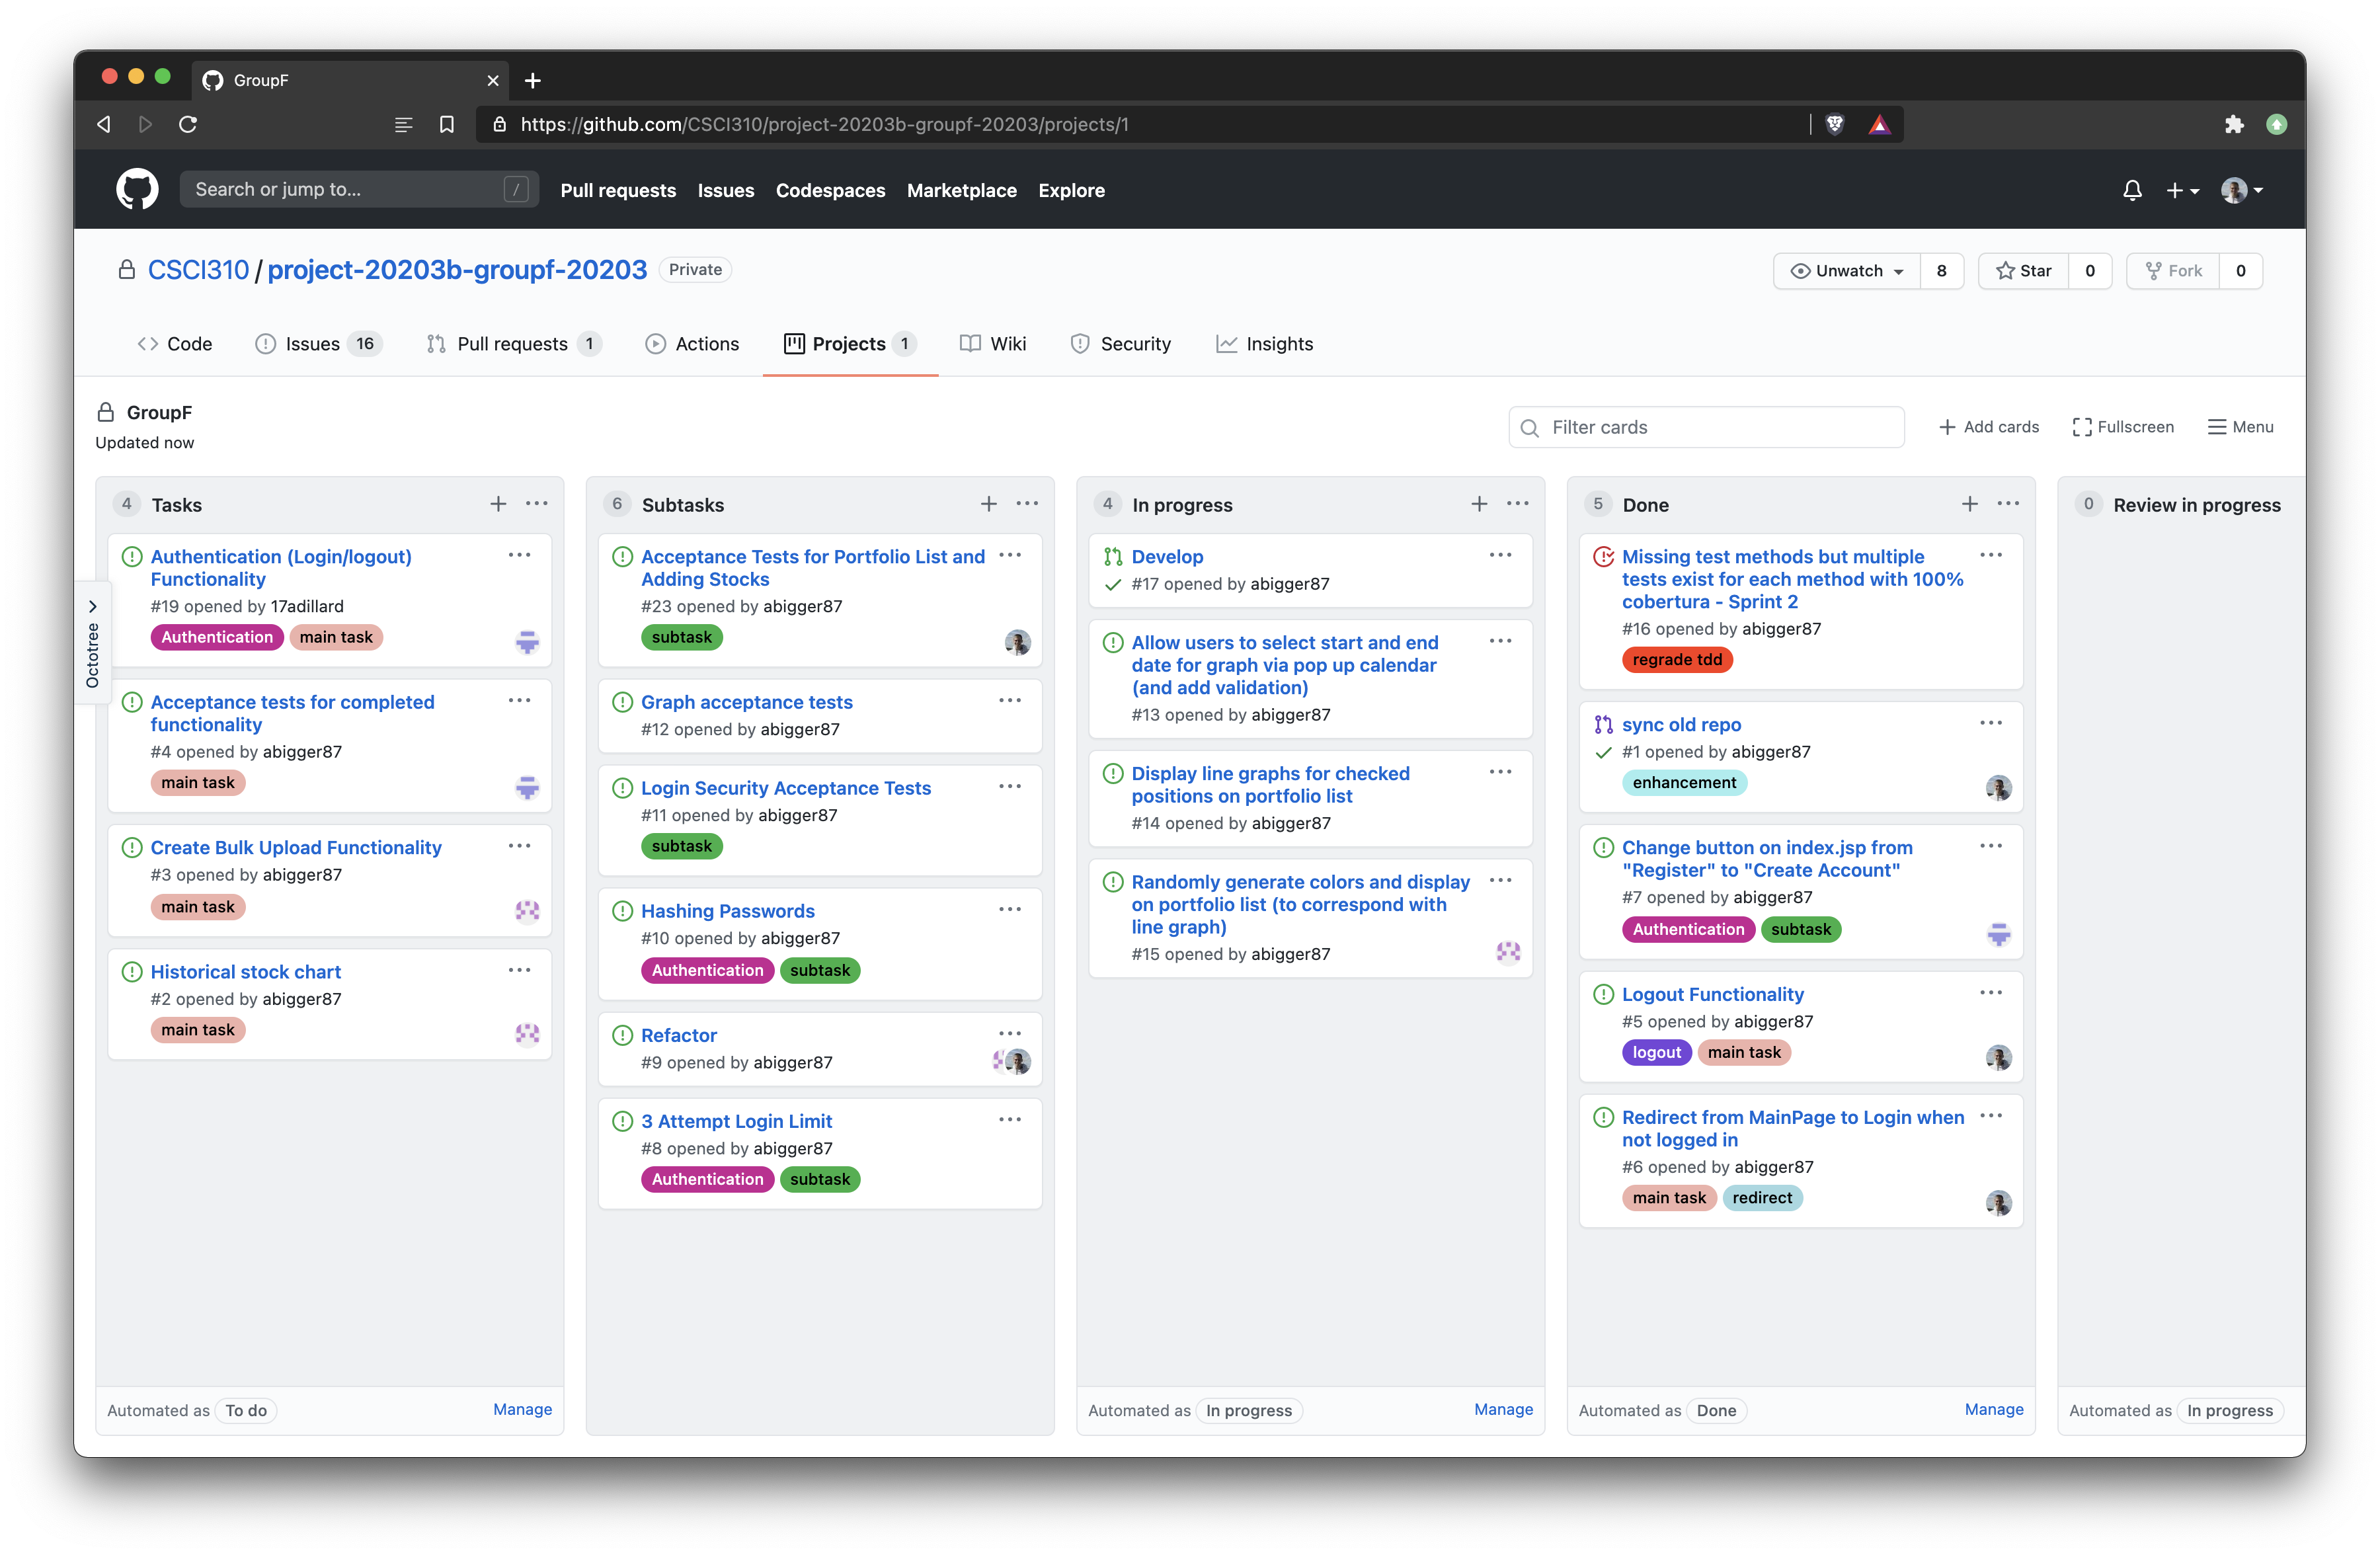 GroupF
https://github.com/CSCI310/project-20203b-groupf-20203/projects/1
Search or jump to... /
Pull requests Issues Codespaces Marketplace Explore
CSCI310 / project-20203b-groupf-20203 Private
Unwatch 8 Star 0 Fork 0
Code Issues 16 Pull requests 1 Actions Projects 1 Wiki Security Insights
GroupF
Updated now
Filter cards
Add cards Fullscreen Menu
Octotree
4 Tasks
Authentication (Login/logout)
Functionality
#19 opened by 17adillard
Authentication main task
Acceptance tests for completed
functionality
#4 opened by abigger87
main task
Create Bulk Upload Functionality
#3 opened by abigger87
main task
Historical stock chart
#2 opened by abigger87
main task
Automated as To do Manage
6 Subtasks
Acceptance Tests for Portfolio List and
Adding Stocks
#23 opened by abigger87
subtask
Graph acceptance tests
#12 opened by abigger87
Login Security Acceptance Tests
#11 opened by abigger87
subtask
Hashing Passwords
#10 opened by abigger87
Authentication subtask
Refactor
#9 opened by abigger87
3 Attempt Login Limit
#8 opened by abigger87
Authentication subtask
4 In progress
Develop
#17 opened by abigger87
Allow users to select start and end
date for graph via pop up calendar
(and add validation)
#13 opened by abigger87
Display line graphs for checked
positions on portfolio list
#14 opened by abigger87
Randomly generate colors and display
on portfolio list (to correspond with
line graph)
#15 opened by abigger87
Automated as In progress Manage
5 Done
Missing test methods but multiple
tests exist for each method with 100%
cobertura - Sprint 2
#16 opened by abigger87
regrade tdd
sync old repo
#1 opened by abigger87
enhancement
Change button on index.jsp from
"Register" to "Create Account"
#7 opened by abigger87
Authentication subtask
Logout Functionality
#5 opened by abigger87
logout main task
Redirect from MainPage to Login when
not logged in
#6 opened by abigger87
main task redirect
Automated as Done Manage
0 Review in progress
Automated as In progress